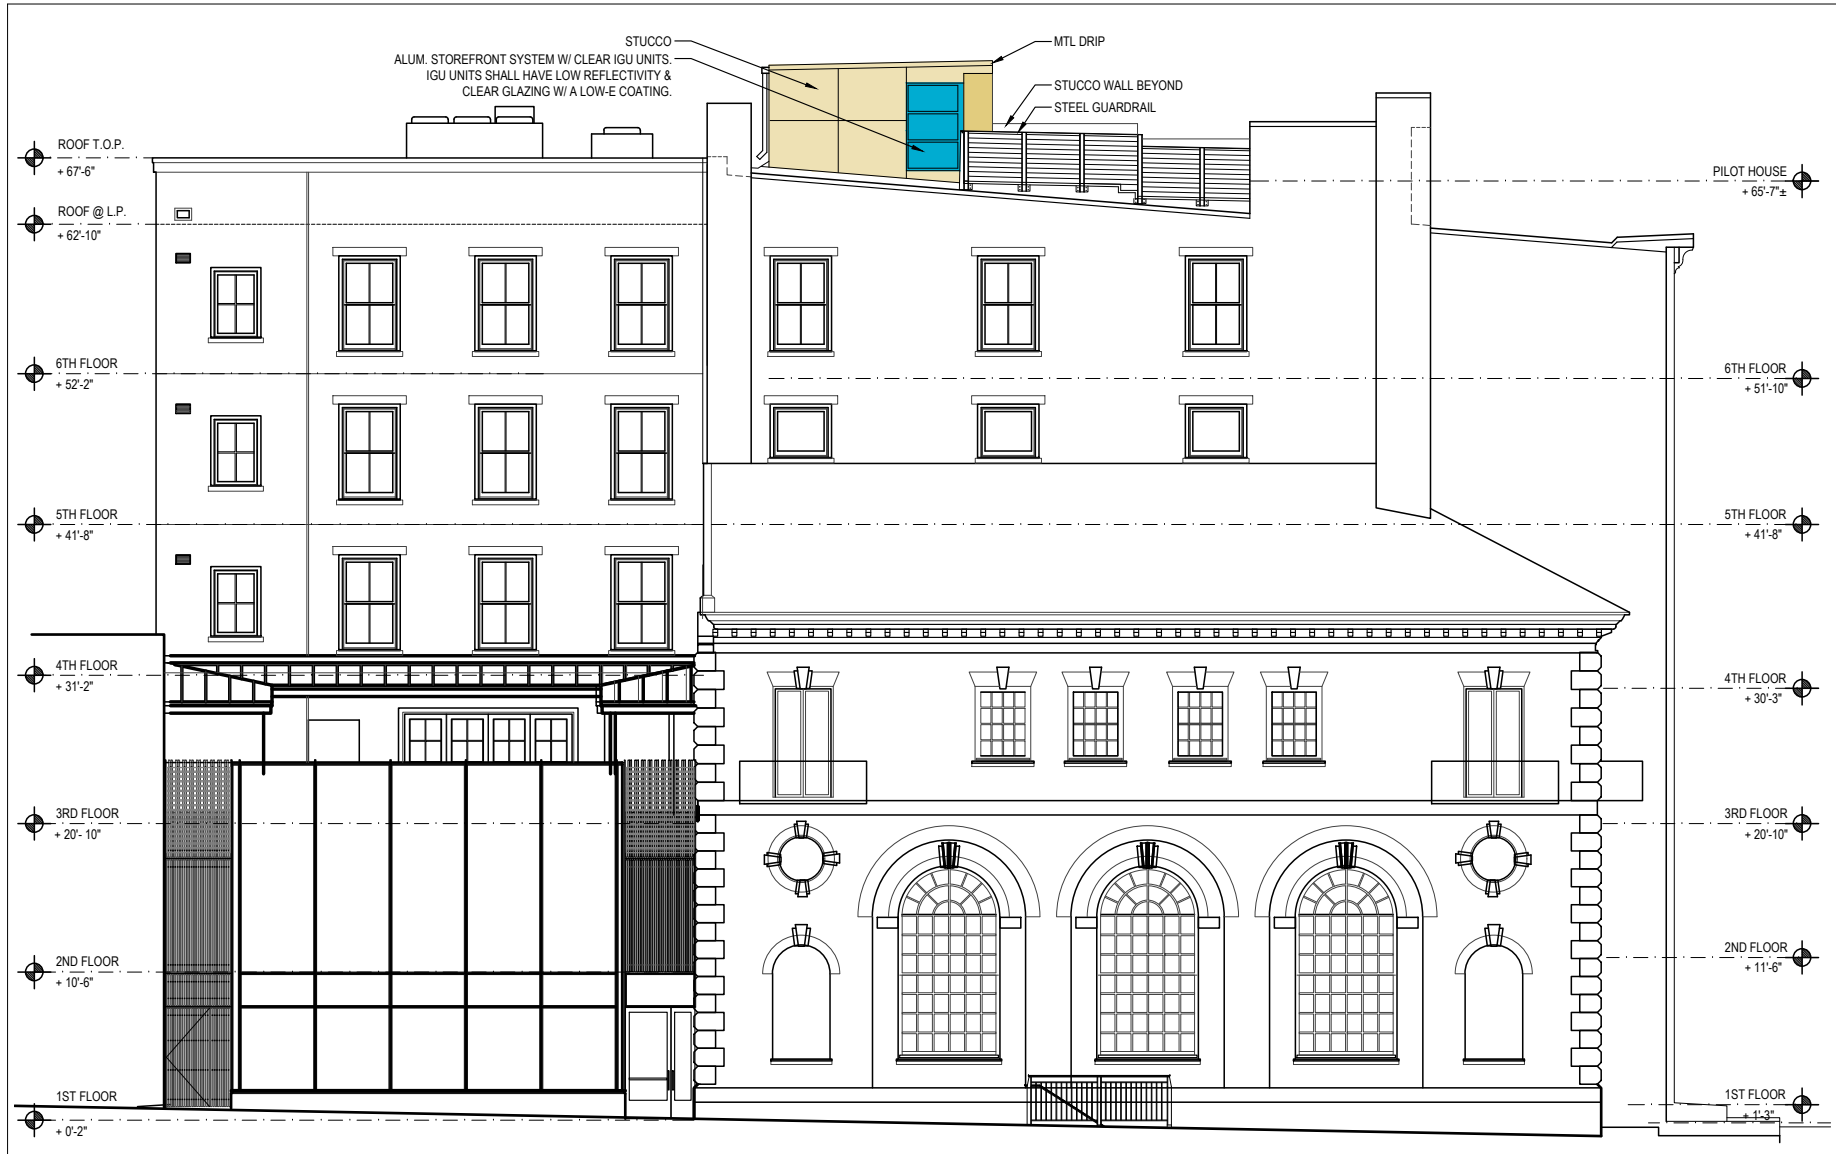 STUCCO
ALUM. STOREFRONT SYSTEM W/ CLEAR IGU UNITS.
IGU UNITS SHALL HAVE LOW REFLECTIVITY &
CLEAR GLAZING W/ A LOW-E COATING.
MTL DRIP
STUCCO WALL BEYOND
STEEL GUARDRAIL
ROOF T.O.P.
+ 67'-6"
ROOF @ L.P.
+ 62'-10"
6TH FLOOR
+ 52'-2"
5TH FLOOR
+ 41'-8"
4TH FLOOR
+ 31'-2"
3RD FLOOR
+ 20'- 10"
2ND FLOOR
+ 10'-6"
1ST FLOOR
+ 0'-2"
PILOT HOUSE
+ 65'-7"±
6TH FLOOR
+ 51'-10"
5TH FLOOR
+ 41'-8"
4TH FLOOR
+ 30'-3"
3RD FLOOR
+ 20'-10"
2ND FLOOR
+ 11'-6"
1ST FLOOR
+ 1'-3"